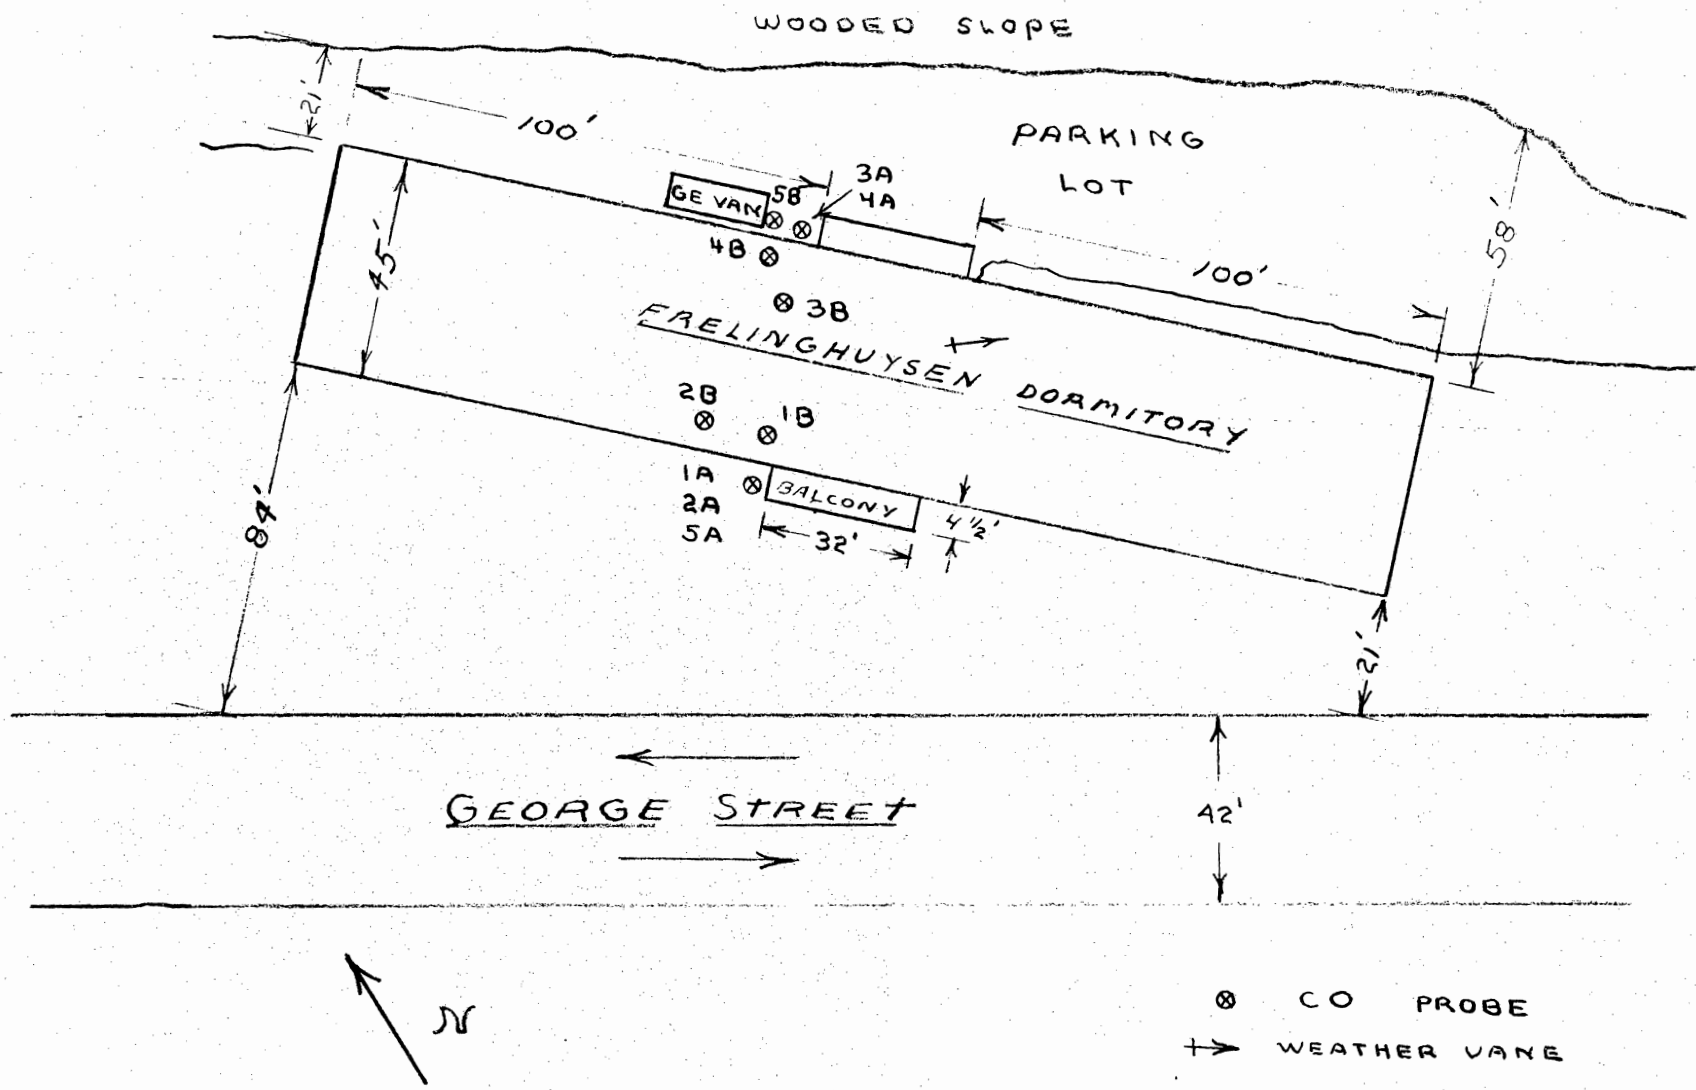 WOODED SLOPE
21'
100'
PARKING
LOT
3A
4A
5B
GE VAN
58'
45'
4B
3B
100'
FRELINGHUYSEN DORMITORY
2B
1B
1A
2A
5A
BALCONY
4 1/2'
32'
84'
21'
GEORGE STREET
42'
N
CO PROBE
WEATHER VANE